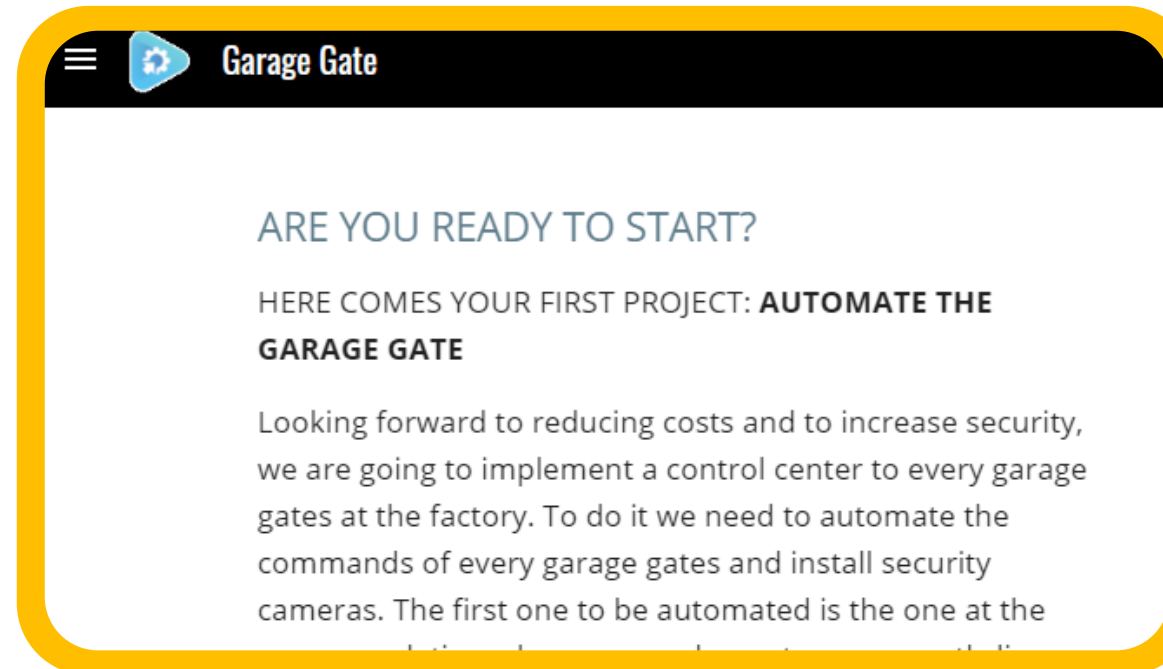 Garage Gate
ARE YOU READY TO START?
HERE COMES YOUR FIRST PROJECT: AUTOMATE THE
GARAGE GATE
Looking forward to reducing costs and to increase security,
we are going to implement a control center to every garage
gates at the factory. To do it we need to automate the
commands of every garage gates and install security
cameras. The first one to be automated is the one at the